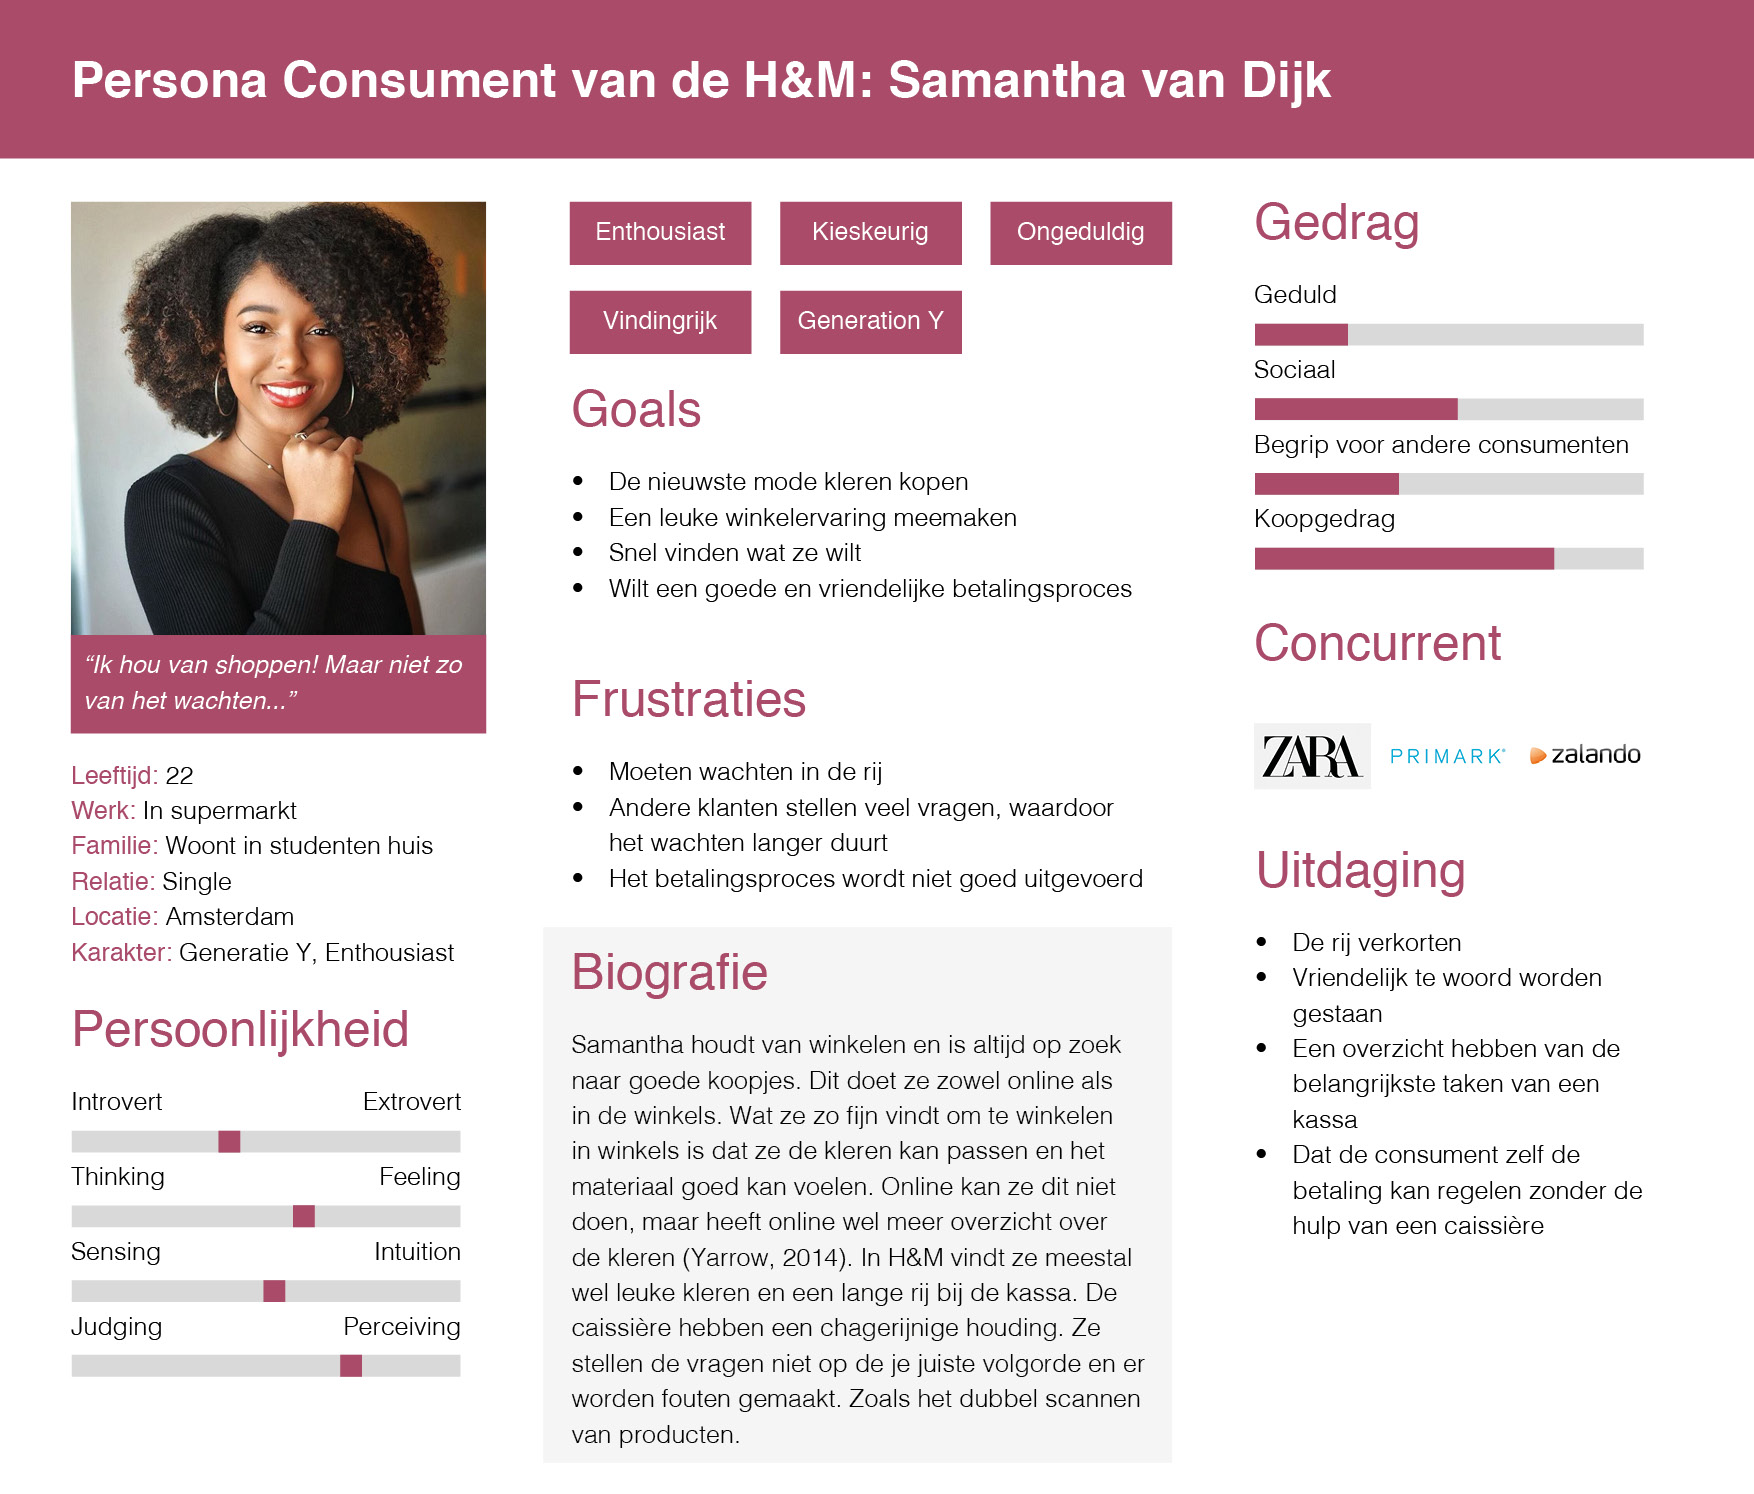 Persona Consument van de H&M: Samantha van Dijk
“Ik hou van shoppen! Maar niet zo
van het wachten...”
Leeftijd: 22
Werk: In supermarkt
Familie: Woont in studenten huis
Relatie: Single
Locatie: Amsterdam
Karakter: Generatie Y, Enthousiast
Persoonlijkheid
Introvert Extrovert
Thinking Feeling
Sensing Intuition
Judging Perceiving
Enthousiast Kieskeurig Ongeduldig
Vindingrijk Generation Y
Goals
• De nieuwste mode kleren kopen
• Een leuke winkelervaring meemaken
• Snel vinden wat ze wilt
• Wilt een goede en vriendelijke betalingsproces
Frustraties
• Moeten wachten in de rij
• Andere klanten stellen veel vragen, waardoor
het wachten langer duurt
• Het betalingsproces wordt niet goed uitgevoerd
Biografie
Samantha houdt van winkelen en is altijd op zoek
naar goede koopjes. Dit doet ze zowel online als
in de winkels. Wat ze zo fijn vindt om te winkelen
in winkels is dat ze de kleren kan passen en het
materiaal goed kan voelen. Online kan ze dit niet
doen, maar heeft online wel meer overzicht over
de kleren (Yarrow, 2014). In H&M vindt ze meestal
wel leuke kleren en een lange rij bij de kassa. De
caissière hebben een chagerijnige houding. Ze
stellen de vragen niet op de je juiste volgorde en er
worden fouten gemaakt. Zoals het dubbel scannen
van producten.
Gedrag
Geduld
Sociaal
Begrip voor andere consumenten
Koopgedrag
Concurrent
ZARA PRIMARK® zalando
Uitdaging
• De rij verkorten
• Vriendelijk te woord worden
gestaan
• Een overzicht hebben van de
belangrijkste taken van een
kassa
• Dat de consument zelf de
betaling kan regelen zonder de
hulp van een caissière